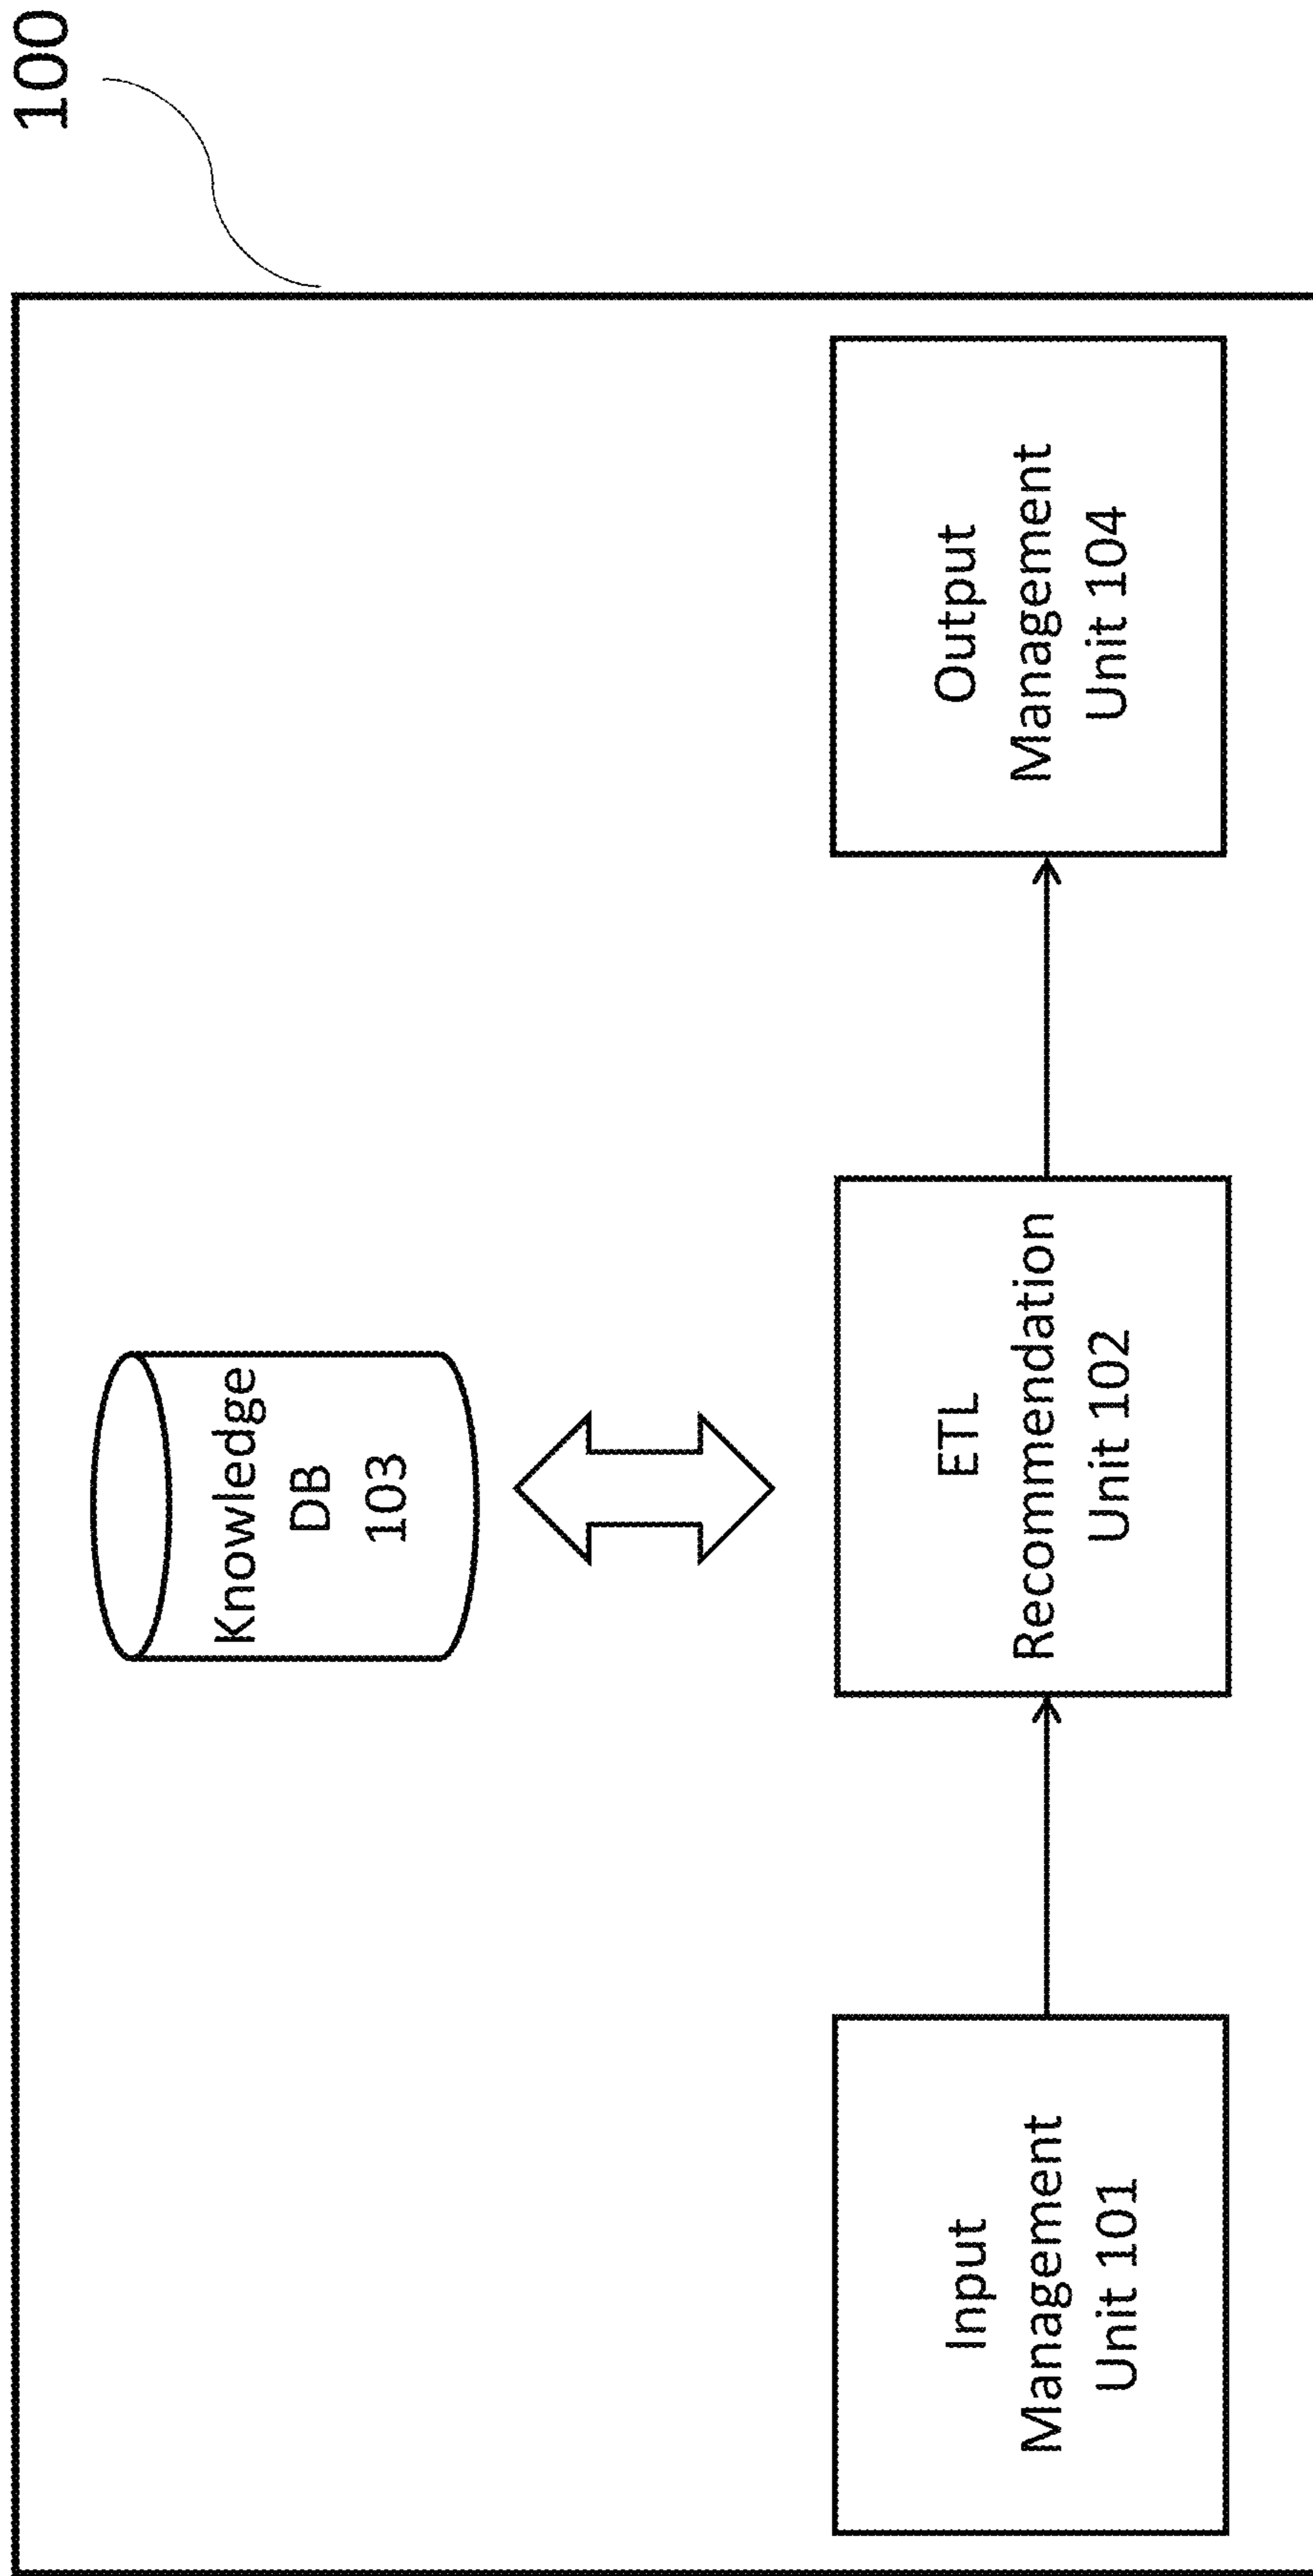 100
Knowledge
DB
103
Input
Management
Unit 101
ETL
Recommendation
Unit 102
Output
Management
Unit 104